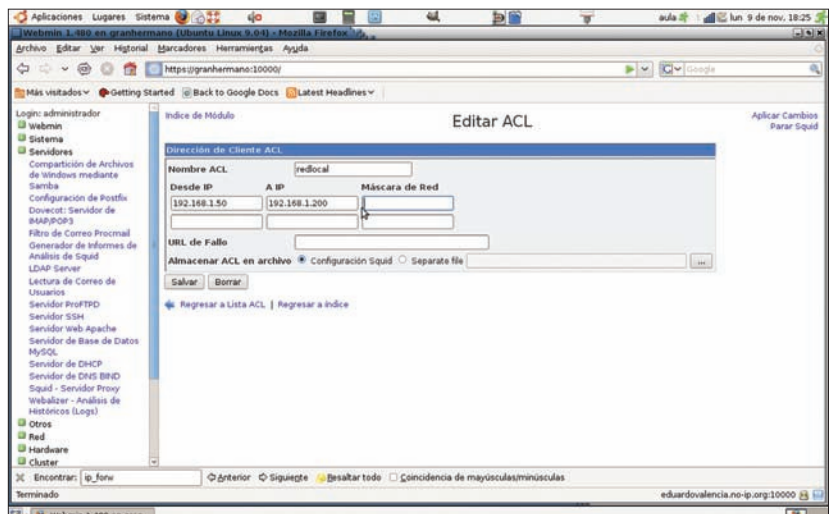 Aplicaciones Lugares Sistema
aula
lun 9 de nov, 18:25
Webmin 1.480 en granhermano (Ubuntu Linux 9.04) - Mozilla Firefox
Archivo Editar Ver Historial Marcadores Herramientas Ayuda
https://granhermano:10000/
Google
Más visitados
Getting Started
Back to Google Docs
Latest Headlines
Login: administrador
Webmin
Sistema
Servidores
Compartición de Archivos
de Windows mediante
Samba
Configuración de Postfix
Dovecot: Servidor de
IMAP/POP3
Filtro de Correo Procmail
Generador de Informes de
Análisis de Squid
LDAP Server
Lectura de Correo de
Usuarios
Servidor ProFTPD
Servidor SSH
Servidor Web Apache
Servidor de Base de Datos
MySQL
Servidor de DHCP
Servidor de DNS BIND
Squid - Servidor Proxy
Webalizer - Análisis de
Históricos (Logs)
Otros
Red
Hardware
Cluster
Indice de Módulo
Editar ACL
Aplicar Cambios
Parar Squid
Dirección de Cliente ACL
Nombre ACL redlocal
Desde IP A IP Máscara de Red
192.168.1.50 192.168.1.200
URL de Fallo
Almacenar ACL en archivo Configuración Squid Separate file ...
Salvar Borrar
Regresar a Lista ACL | Regresar a índice
Encontrar: ip_forw Anterior Siguiente Resaltar todo Coincidencia de mayúsculas/minúsculas
Terminado
eduardovalencia.no-ip.org:10000